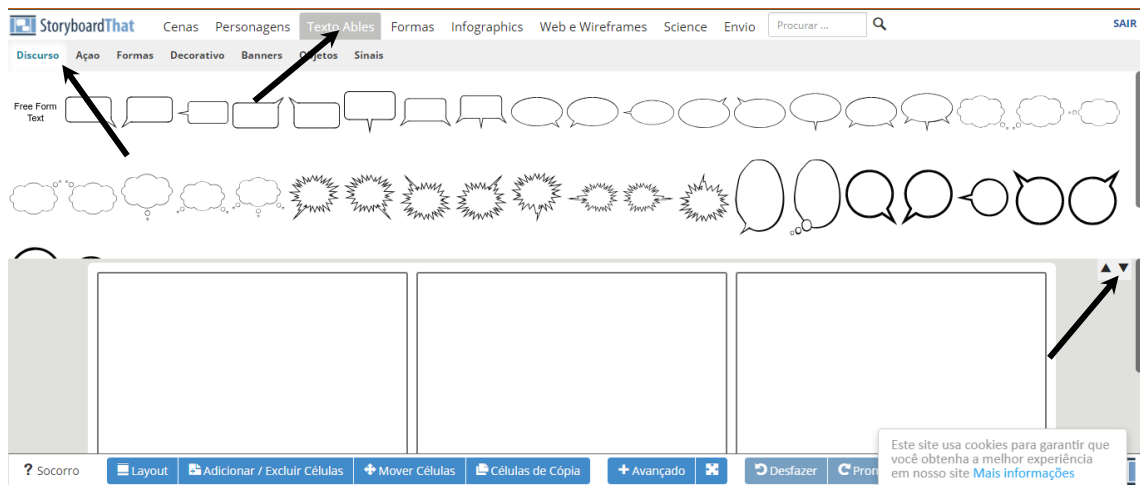 StoryboardThat Cenas Personagens Texto Ables Formas Infographics Web e Wireframes Science Envio Procurar ... SAIR
Discurso Açao Formas Decorativo Banners Objetos Sinais
Free Form
Text
Este site usa cookies para garantir que
você obtenha a melhor experiência
em nosso site Mais informações
? Socorro Layout Adicionar / Excluir Células Mover Células Células de Cópia + Avançado Desfazer Pron